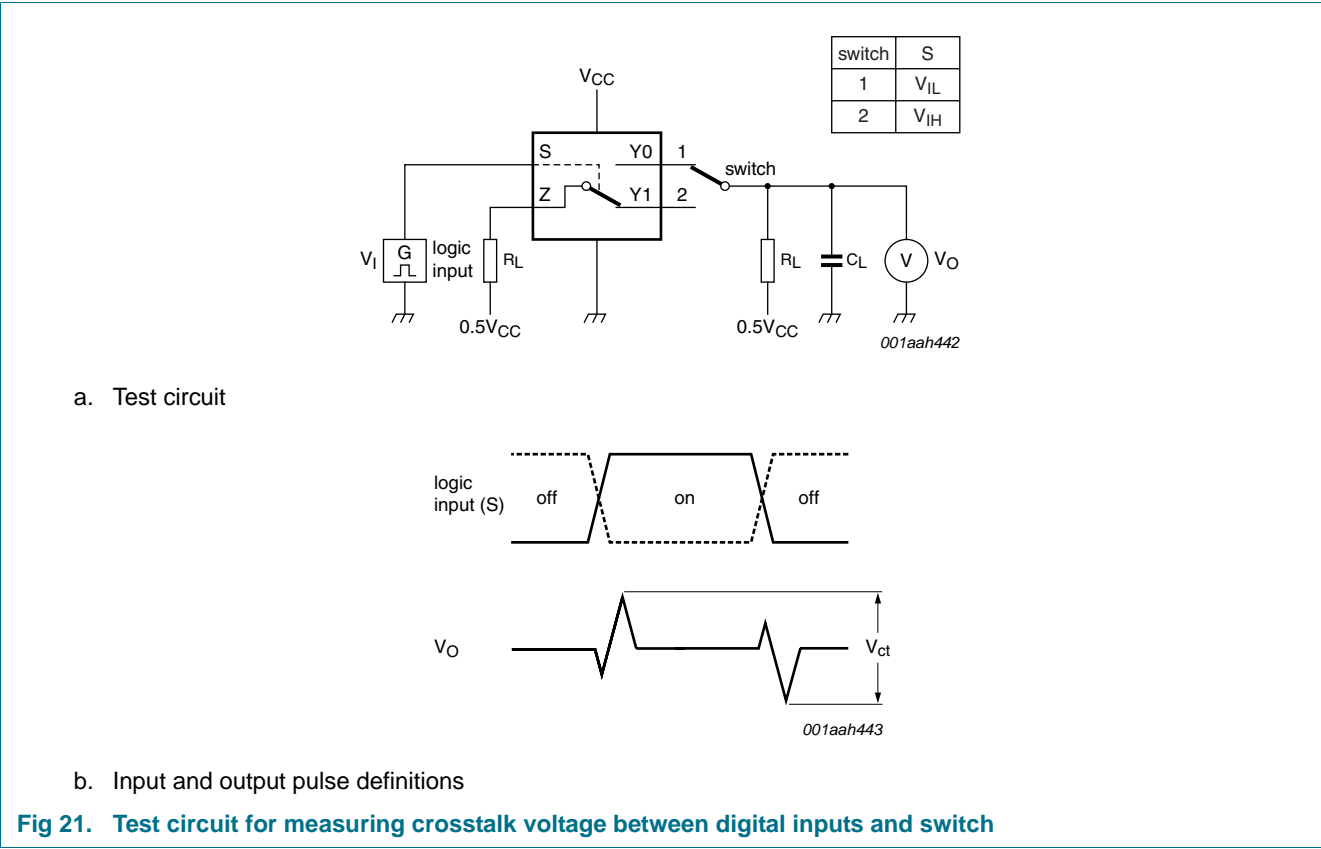 switch S
1 VIL
2 VIH
VCC
S Y0 1
switch
Z Y1 2
VI G logic input RL
RL CL V VO
0.5VCC 0.5VCC
001aah442
a. Test circuit
logic
input (S) off on off
VO Vct
001aah443
b. Input and output pulse definitions
Fig 21. Test circuit for measuring crosstalk voltage between digital inputs and switch